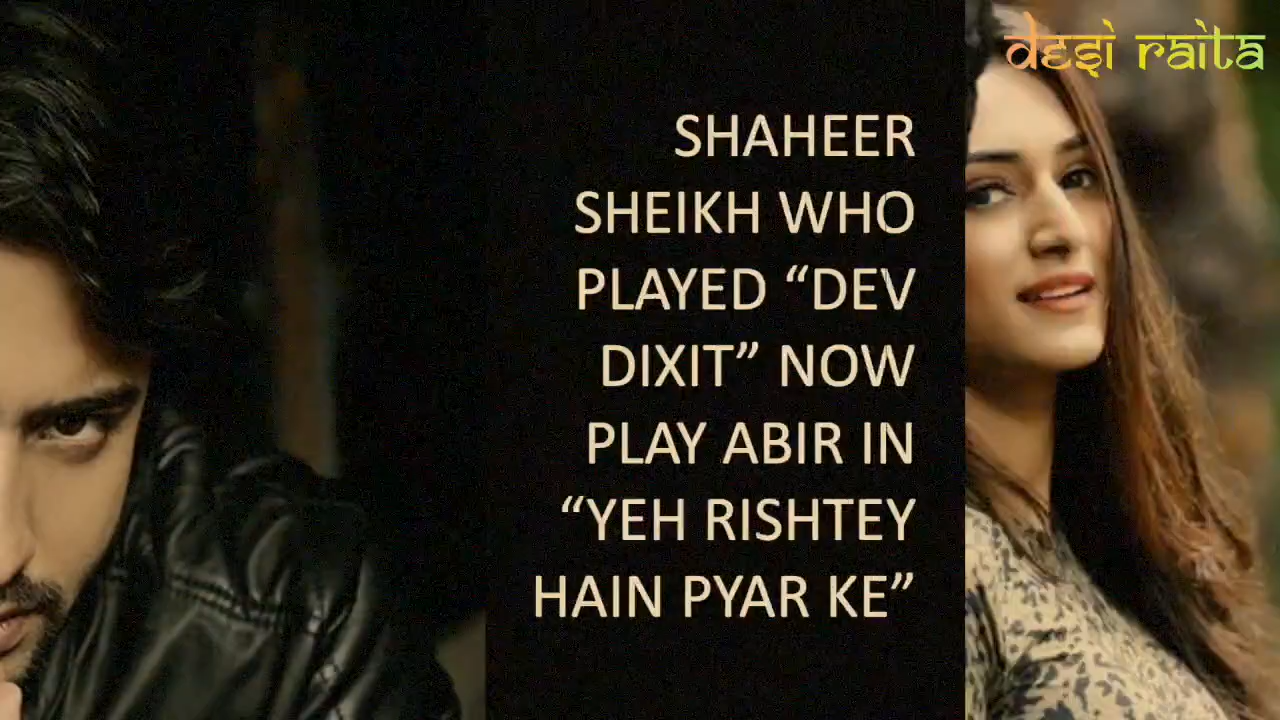 desi raita
SHAHEER
SHEIKH WHO
PLAYED “DEV
DIXIT” NOW
PLAY ABIR IN
“YEH RISHTEY
HAIN PYAR KE”